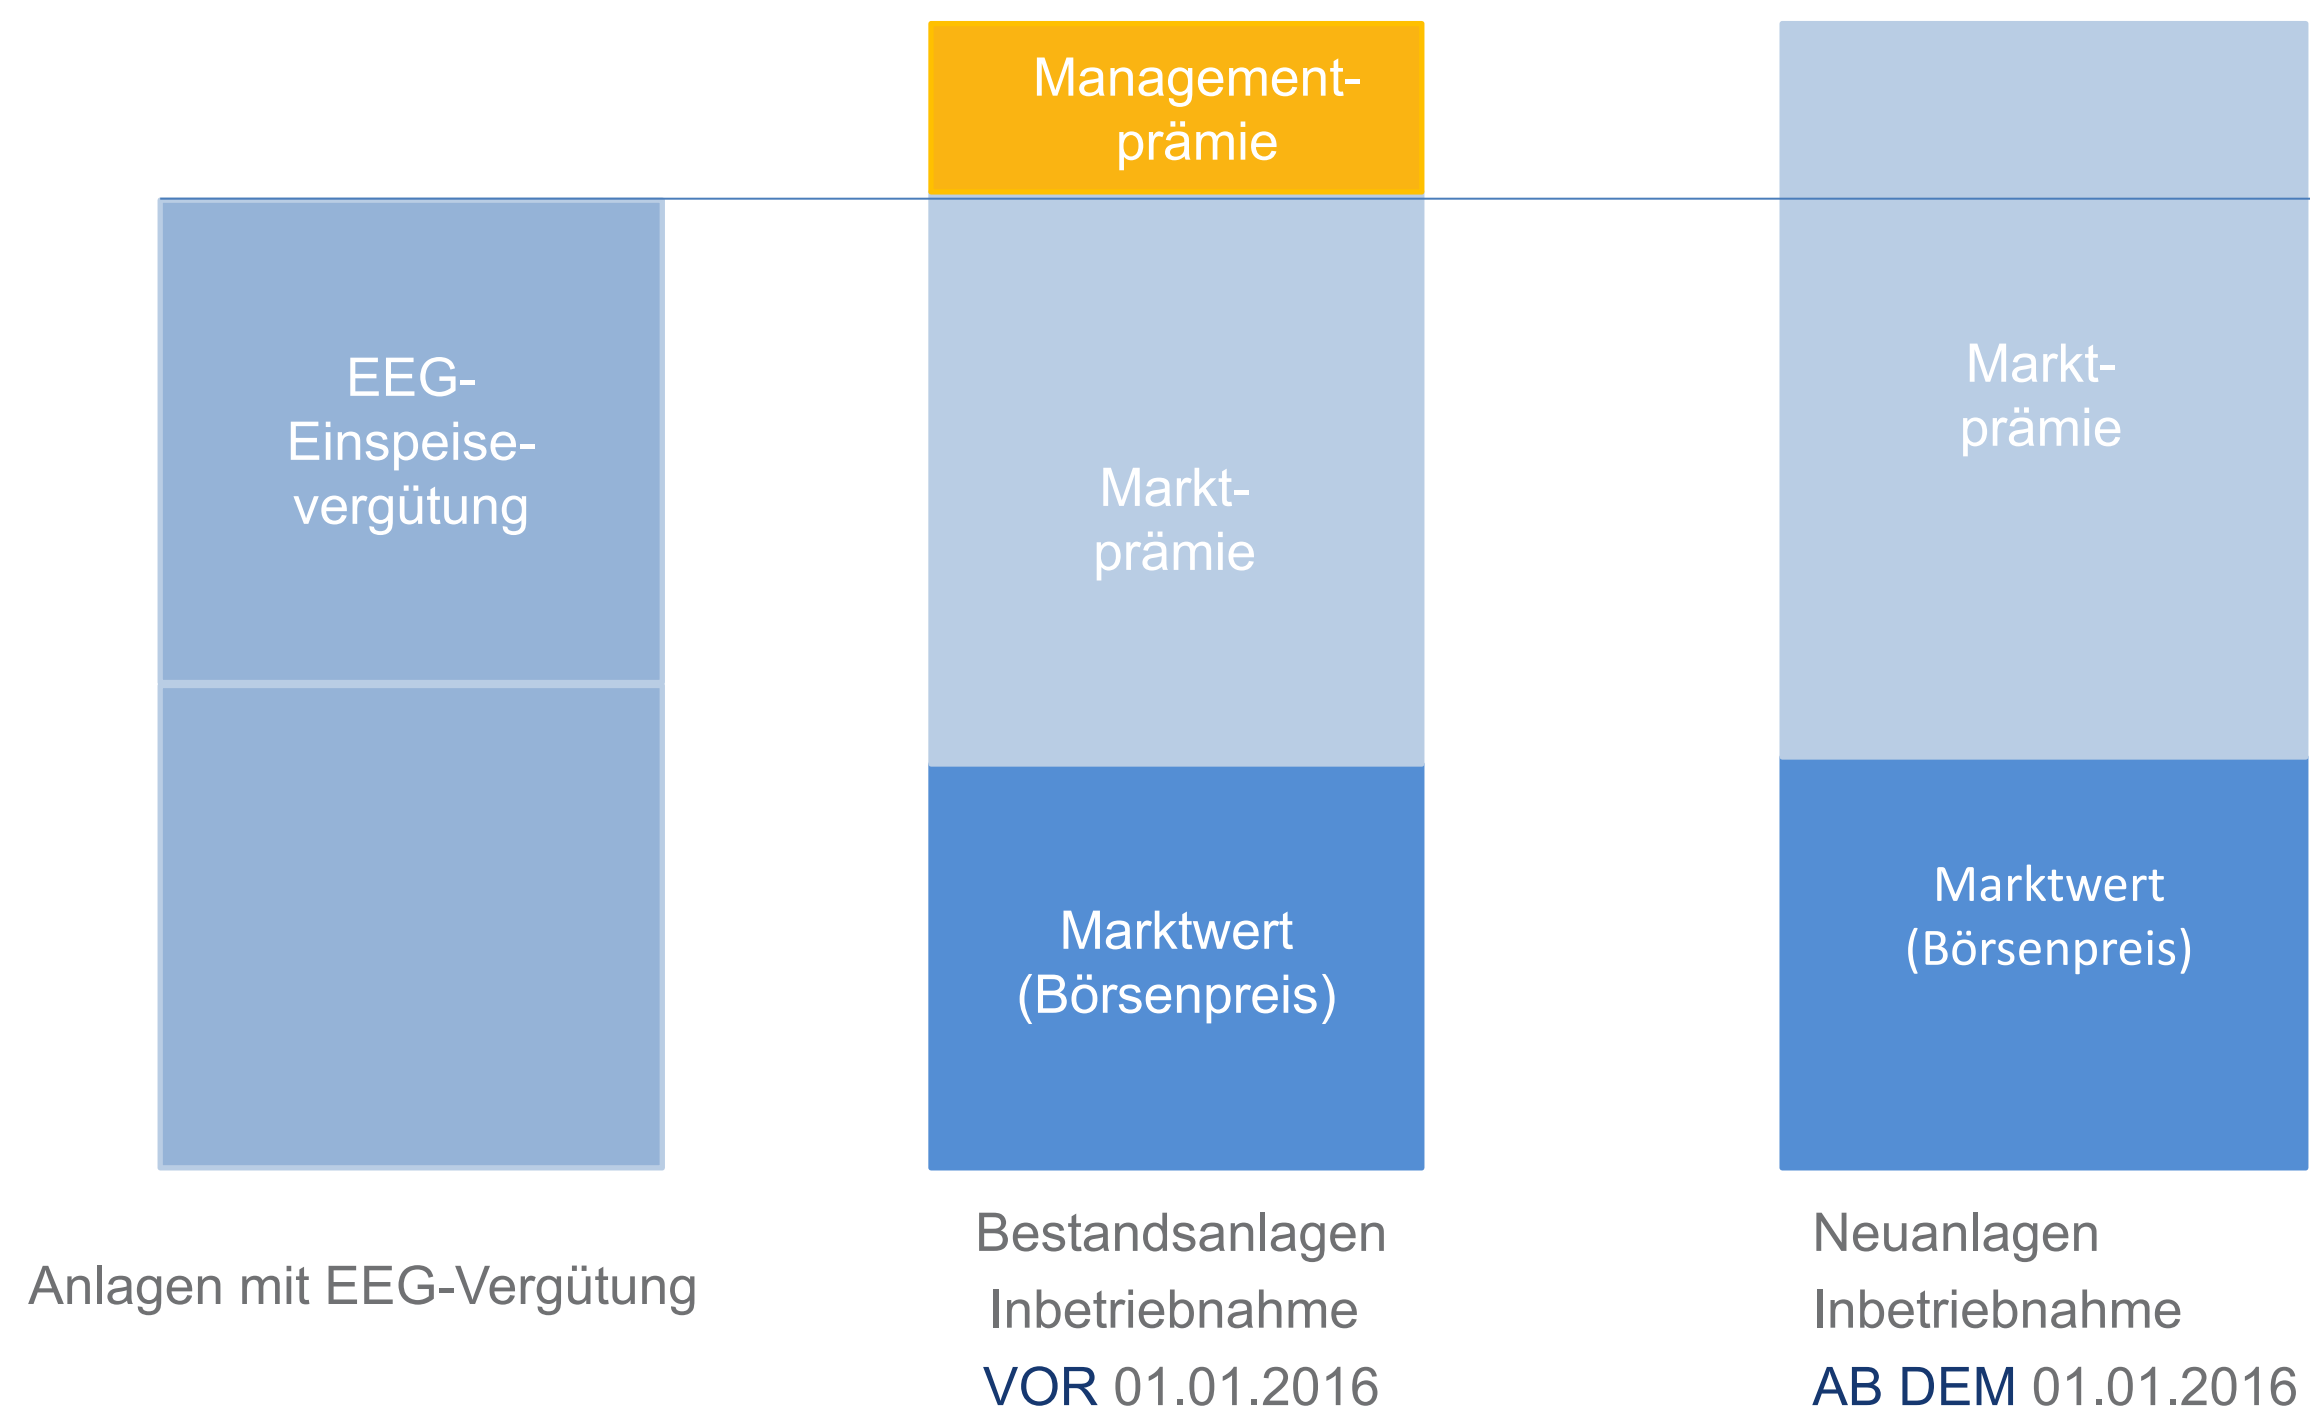 EEG-
Einspeise-
vergütung
Anlagen mit EEG-Vergütung
Management-
prämie
Markt-
prämie
Marktwert
(Börsenpreis)
Bestandsanlagen
Inbetriebnahme
VOR 01.01.2016
Markt-
prämie
Marktwert
(Börsenpreis)
Neuanlagen
Inbetriebnahme
AB DEM 01.01.2016